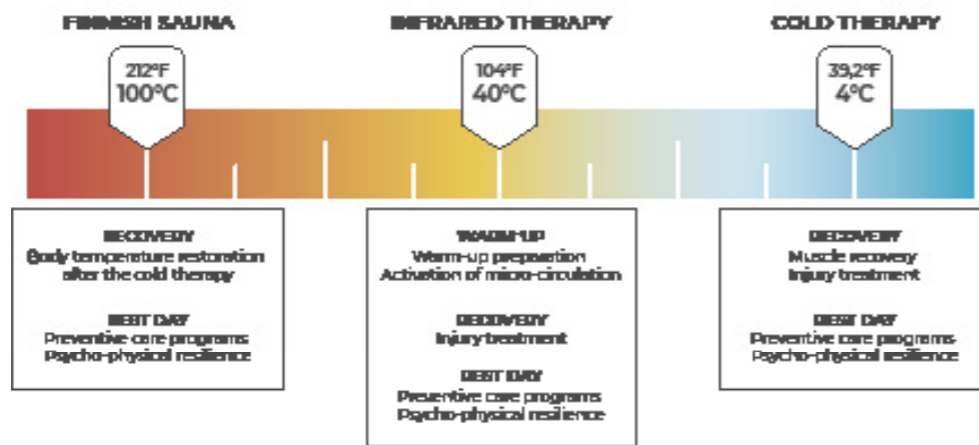 FINNISH SAUNA
212°F
100°C
RECOVERY
Body temperature restoration
after the cold therapy
REST DAY
Preventive care programs
Psycho-physical resilience
INFRARED THERAPY
104°F
40°C
WARM-UP
Warm-up preparation
Activation of micro-circulation
RECOVERY
Injury treatment
REST DAY
Preventive care programs
Psycho-physical resilience
COLD THERAPY
39,2°F
4°C
RECOVERY
Muscle recovery
Injury treatment
REST DAY
Preventive care programs
Psycho-physical resilience